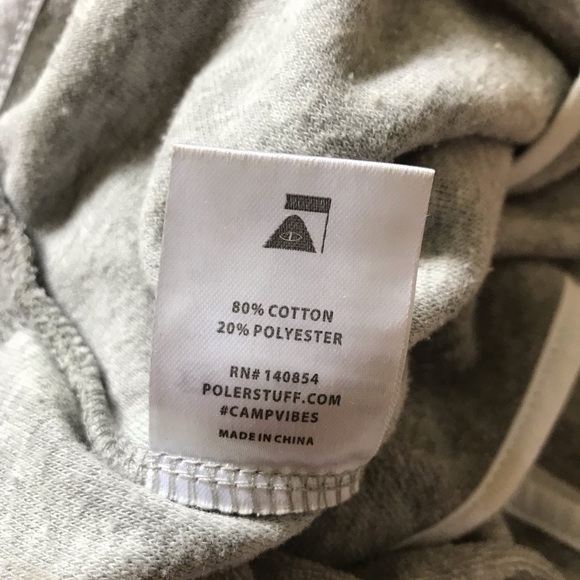 80% COTTON
20% POLYESTER
RN# 140854
POLERSTUFF.COM
#CAMPVIBES
MADE IN CHINA